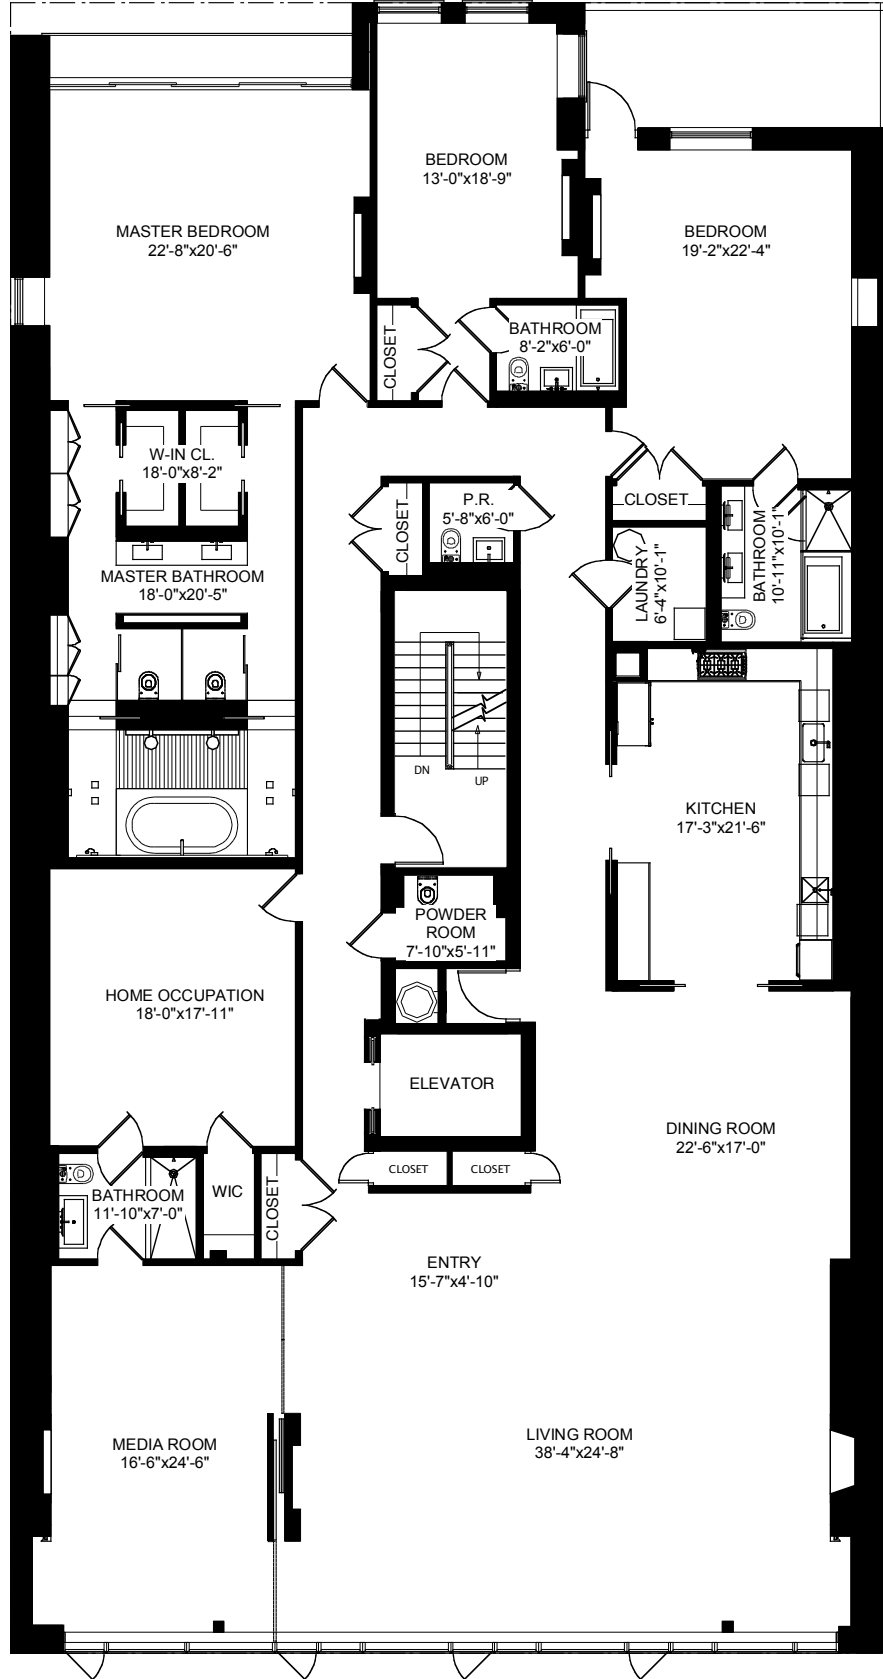 BEDROOM
13'-0"x18'-9"
MASTER BEDROOM
22'-8"x20'-6"
BEDROOM
19'-2"x22'-4"
CLOSET
BATHROOM
8'-2"x6'-0"
W-IN CL.
18'-0"x8'-2"
CLOSET
P.R.
5'-8"x6'-0"
CLOSET
MASTER BATHROOM
18'-0"x20'-5"
LAUNDRY
6'-4"x10'-1"
BATHROOM
10'-11"x10'-1"
DN
UP
KITCHEN
17'-3"x21'-6"
POWDER
ROOM
7'-10"x5'-11"
HOME OCCUPATION
18'-0"x17'-11"
ELEVATOR
DINING ROOM
22'-6"x17'-0"
CLOSET
CLOSET
BATHROOM
11'-10"x7'-0"
WIC
CLOSET
ENTRY
15'-7"x4'-10"
MEDIA ROOM
16'-6"x24'-6"
LIVING ROOM
38'-4"x24'-8"